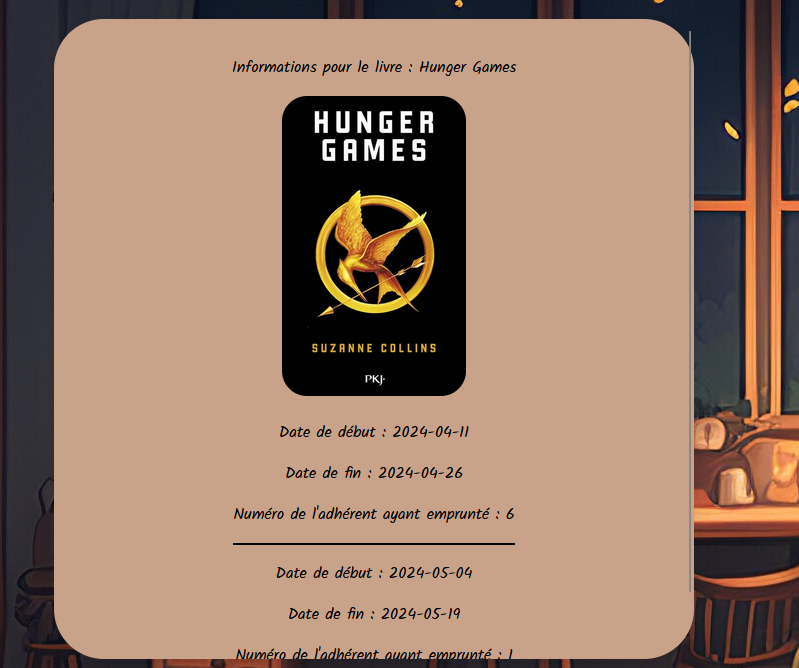 Informations pour le livre : Hunger Games
HUNGER
GAMES
SUZANNE COLLINS
PKJ·
Date de début : 2024-04-11
Date de fin : 2024-04-26
Numéro de l'adhérent ayant emprunté : 6
Date de début : 2024-05-04
Date de fin : 2024-05-19
Numéro de l'adhérent ayant emprunté : 1